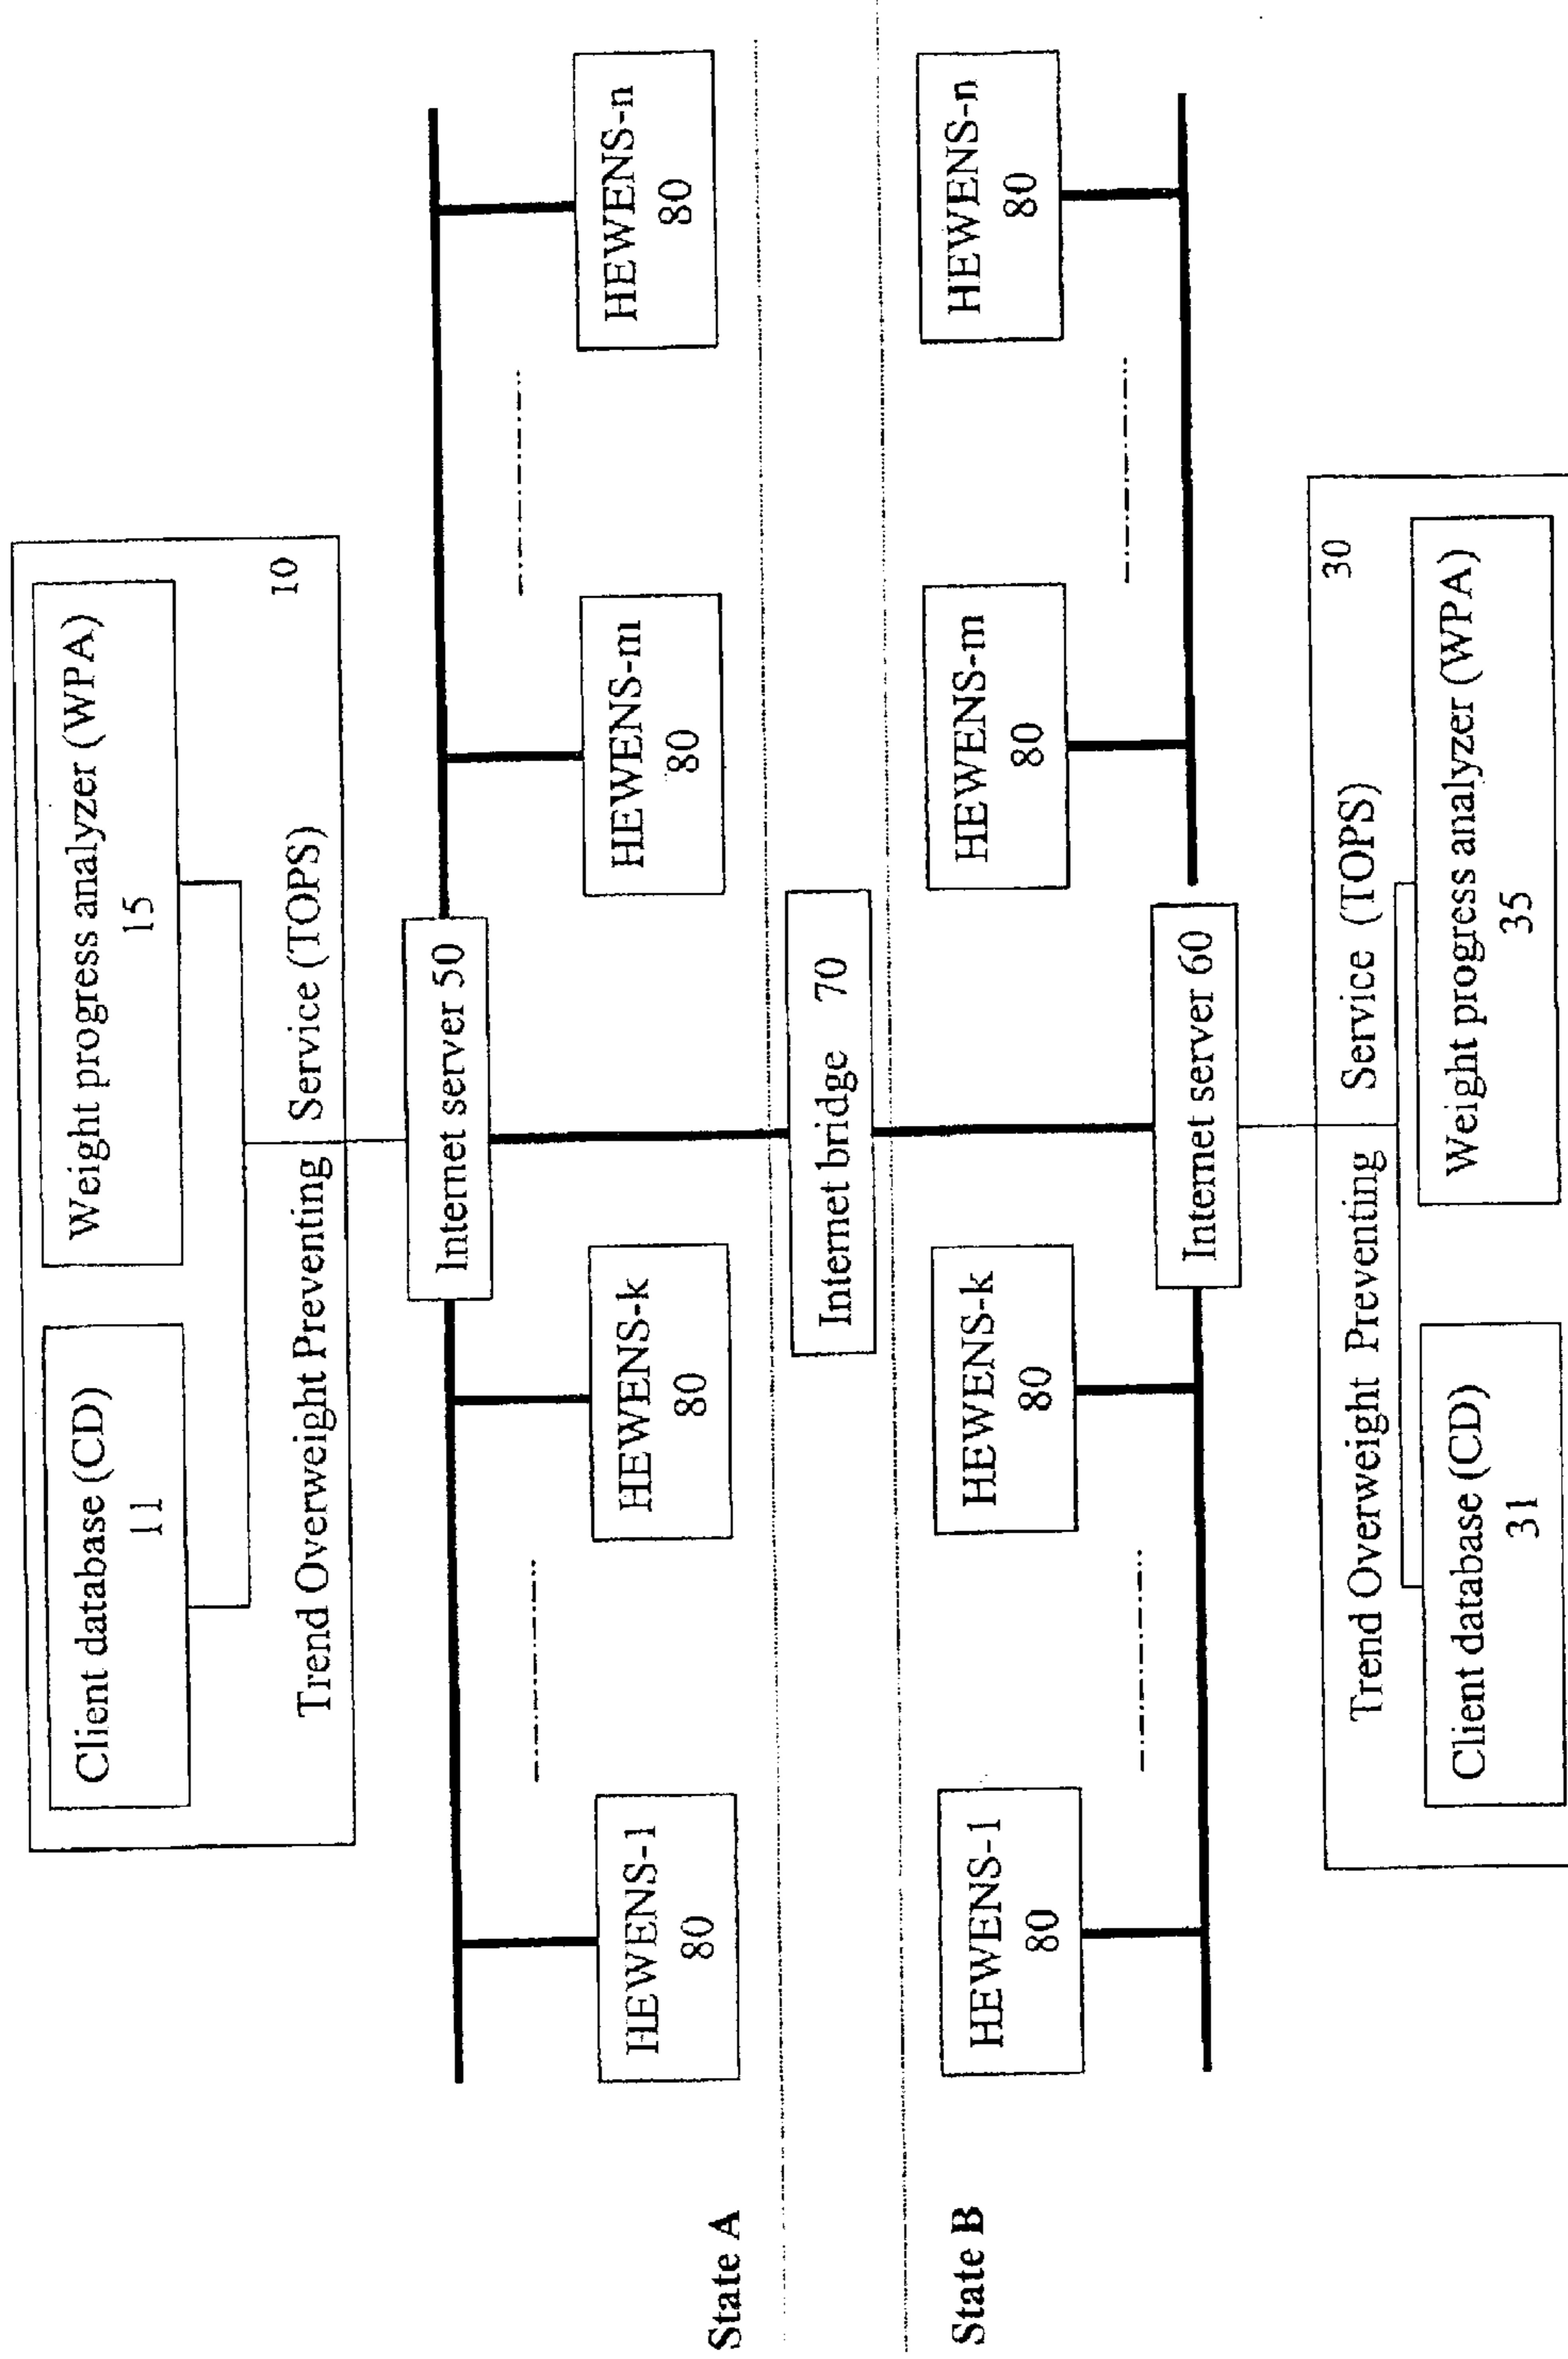 Client database (CD)
11
Weight progress analyzer (WPA)
15
10
Trend Overweight Preventing Service (TOPS)
Internet server 50
HEWENS-1
80
HEWENS-k
80
HEWENS-m
80
HEWENS-n
80
State A
Internet bridge 70
State B
HEWENS-1
80
HEWENS-k
80
HEWENS-m
80
HEWENS-n
80
Internet server 60
30
Trend Overweight Preventing Service (TOPS)
Client database (CD)
31
Weight progress analyzer (WPA)
35